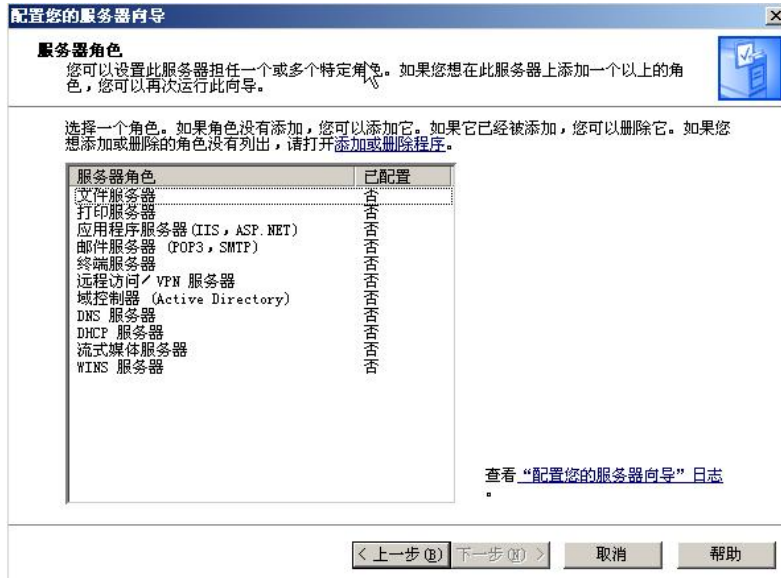 配置您的服务器向导
服务器角色
您可以设置此服务器担任一个或多个特定角色。如果您想在此服务器上添加一个以上的角
色，您可以再次运行此向导。
选择一个角色。如果角色没有添加，您可以添加它。如果它已经被添加，您可以删除它。如果您
想添加或删除的角色没有列出，请打开添加或删除程序。
服务器角色 已配置
文件服务器 否
打印服务器 否
应用程序服务器(IIS，ASP.NET) 否
邮件服务器 (POP3，SMTP) 否
终端服务器 否
远程访问/VPN 服务器 否
域控制器 (Active Directory) 否
DNS 服务器 否
DHCP 服务器 否
流式媒体服务器 否
WINS 服务器 否
查看“配置您的服务器向导”日志
。
< 上一步(B) 下一步(N) > 取消 帮助